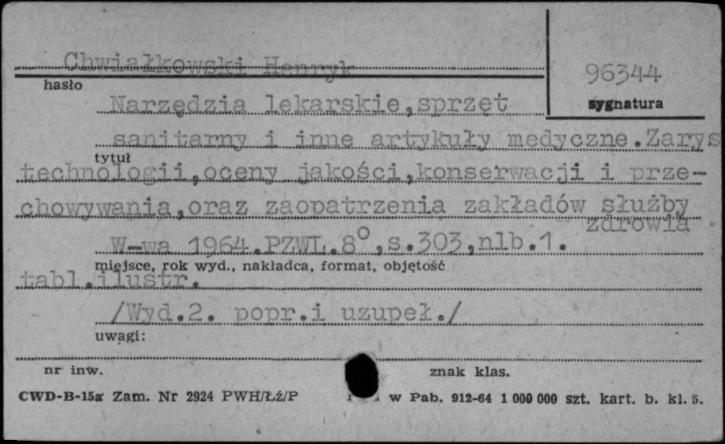 Chwiałkowski Henryk
96344
hasło
sygnatura
Narzędzia lekarskie,sprzęt
sanitarny i inne artykuły medyczne.Zarys
tytuł
technologii,oceny jakości,konserwacji i prze-
chowywania,oraz zaopatrzenia zakładów służby
zdrowia
W-wa 1964.PZWL.8°,s.303,nlb.1.
miejsce, rok wyd., nakładca, format, objętość
tabl.ilustr.
/Wyd.2. popr.i uzupeł./
uwagi:
nr inw.
znak klas.
CWD-B-15a Zam. Nr 2924 PWH/Łź/P w Pab. 912-64 1 000 000 szt. kart. b. kl. 5.